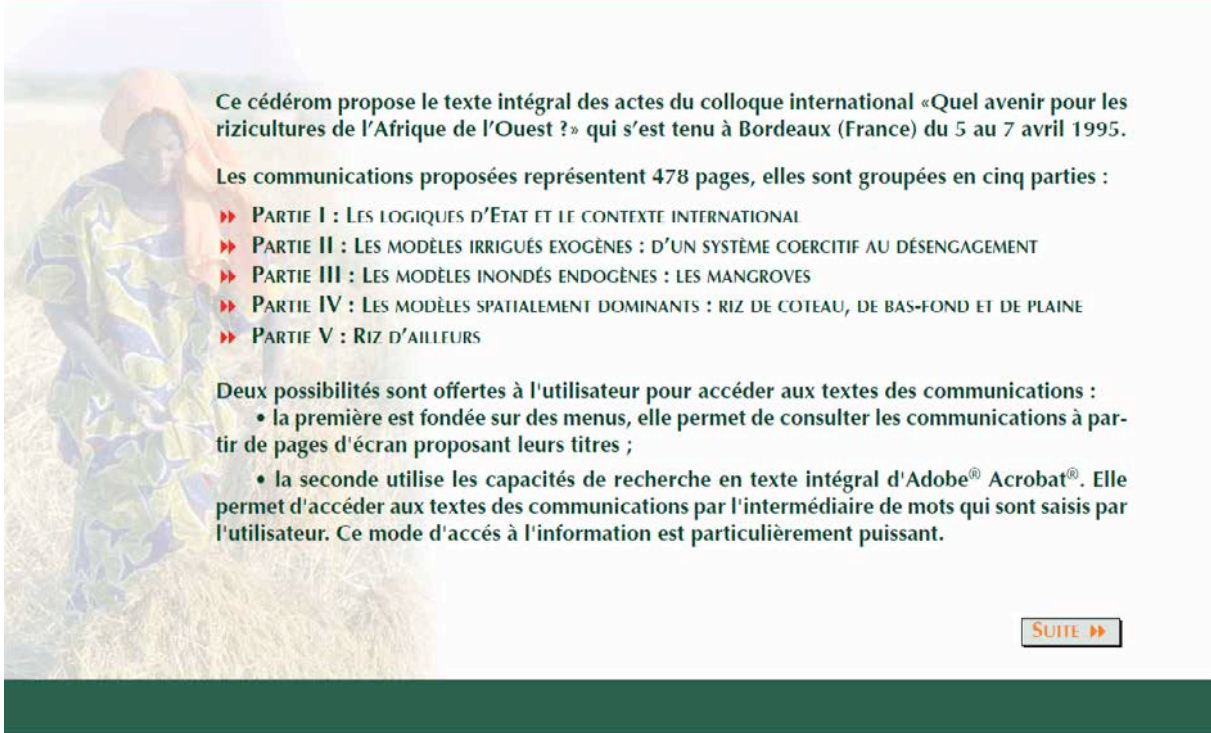 Ce cédérom propose le texte intégral des actes du colloque international «Quel avenir pour les
rizicultures de l’Afrique de l’Ouest ?» qui s’est tenu à Bordeaux (France) du 5 au 7 avril 1995.
Les communications proposées représentent 478 pages, elles sont groupées en cinq parties :
PARTIE I : LES LOGIQUES D’ETAT ET LE CONTEXTE INTERNATIONAL
PARTIE II : LES MODÈLES IRRIGUÉS EXOGÈNES : D’UN SYSTÈME COERCITIF AU DÉSENGAGEMENT
PARTIE III : LES MODÈLES INONDÉS ENDOGÈNES : LES MANGROVES
PARTIE IV : LES MODÈLES SPATIALEMENT DOMINANTS : RIZ DE COTEAU, DE BAS-FOND ET DE PLAINE
PARTIE V : RIZ D’AILLEURS
Deux possibilités sont offertes à l'utilisateur pour accéder aux textes des communications :
• la première est fondée sur des menus, elle permet de consulter les communications à par-
tir de pages d'écran proposant leurs titres ;
• la seconde utilise les capacités de recherche en texte intégral d'Adobe® Acrobat®. Elle
permet d'accéder aux textes des communications par l'intermédiaire de mots qui sont saisis par
l'utilisateur. Ce mode d'accés à l'information est particulièrement puissant.
SUITE